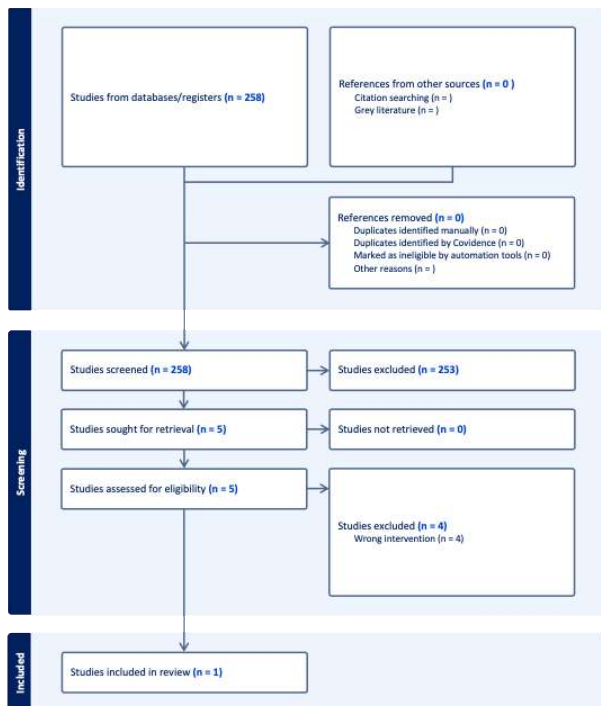 Identification
Studies from databases/registers (n = 258)
References from other sources (n = 0 )
Citation searching (n = )
Grey literature (n = )
References removed (n = 0)
Duplicates identified manually (n = 0)
Duplicates identified by Covidence (n = 0)
Marked as ineligible by automation tools (n = 0)
Other reasons (n = )
Screening
Studies screened (n = 258)
Studies excluded (n = 253)
Studies sought for retrieval (n = 5)
Studies not retrieved (n = 0)
Studies assessed for eligibility (n = 5)
Studies excluded (n = 4)
Wrong intervention (n = 4)
Included
Studies included in review (n = 1)